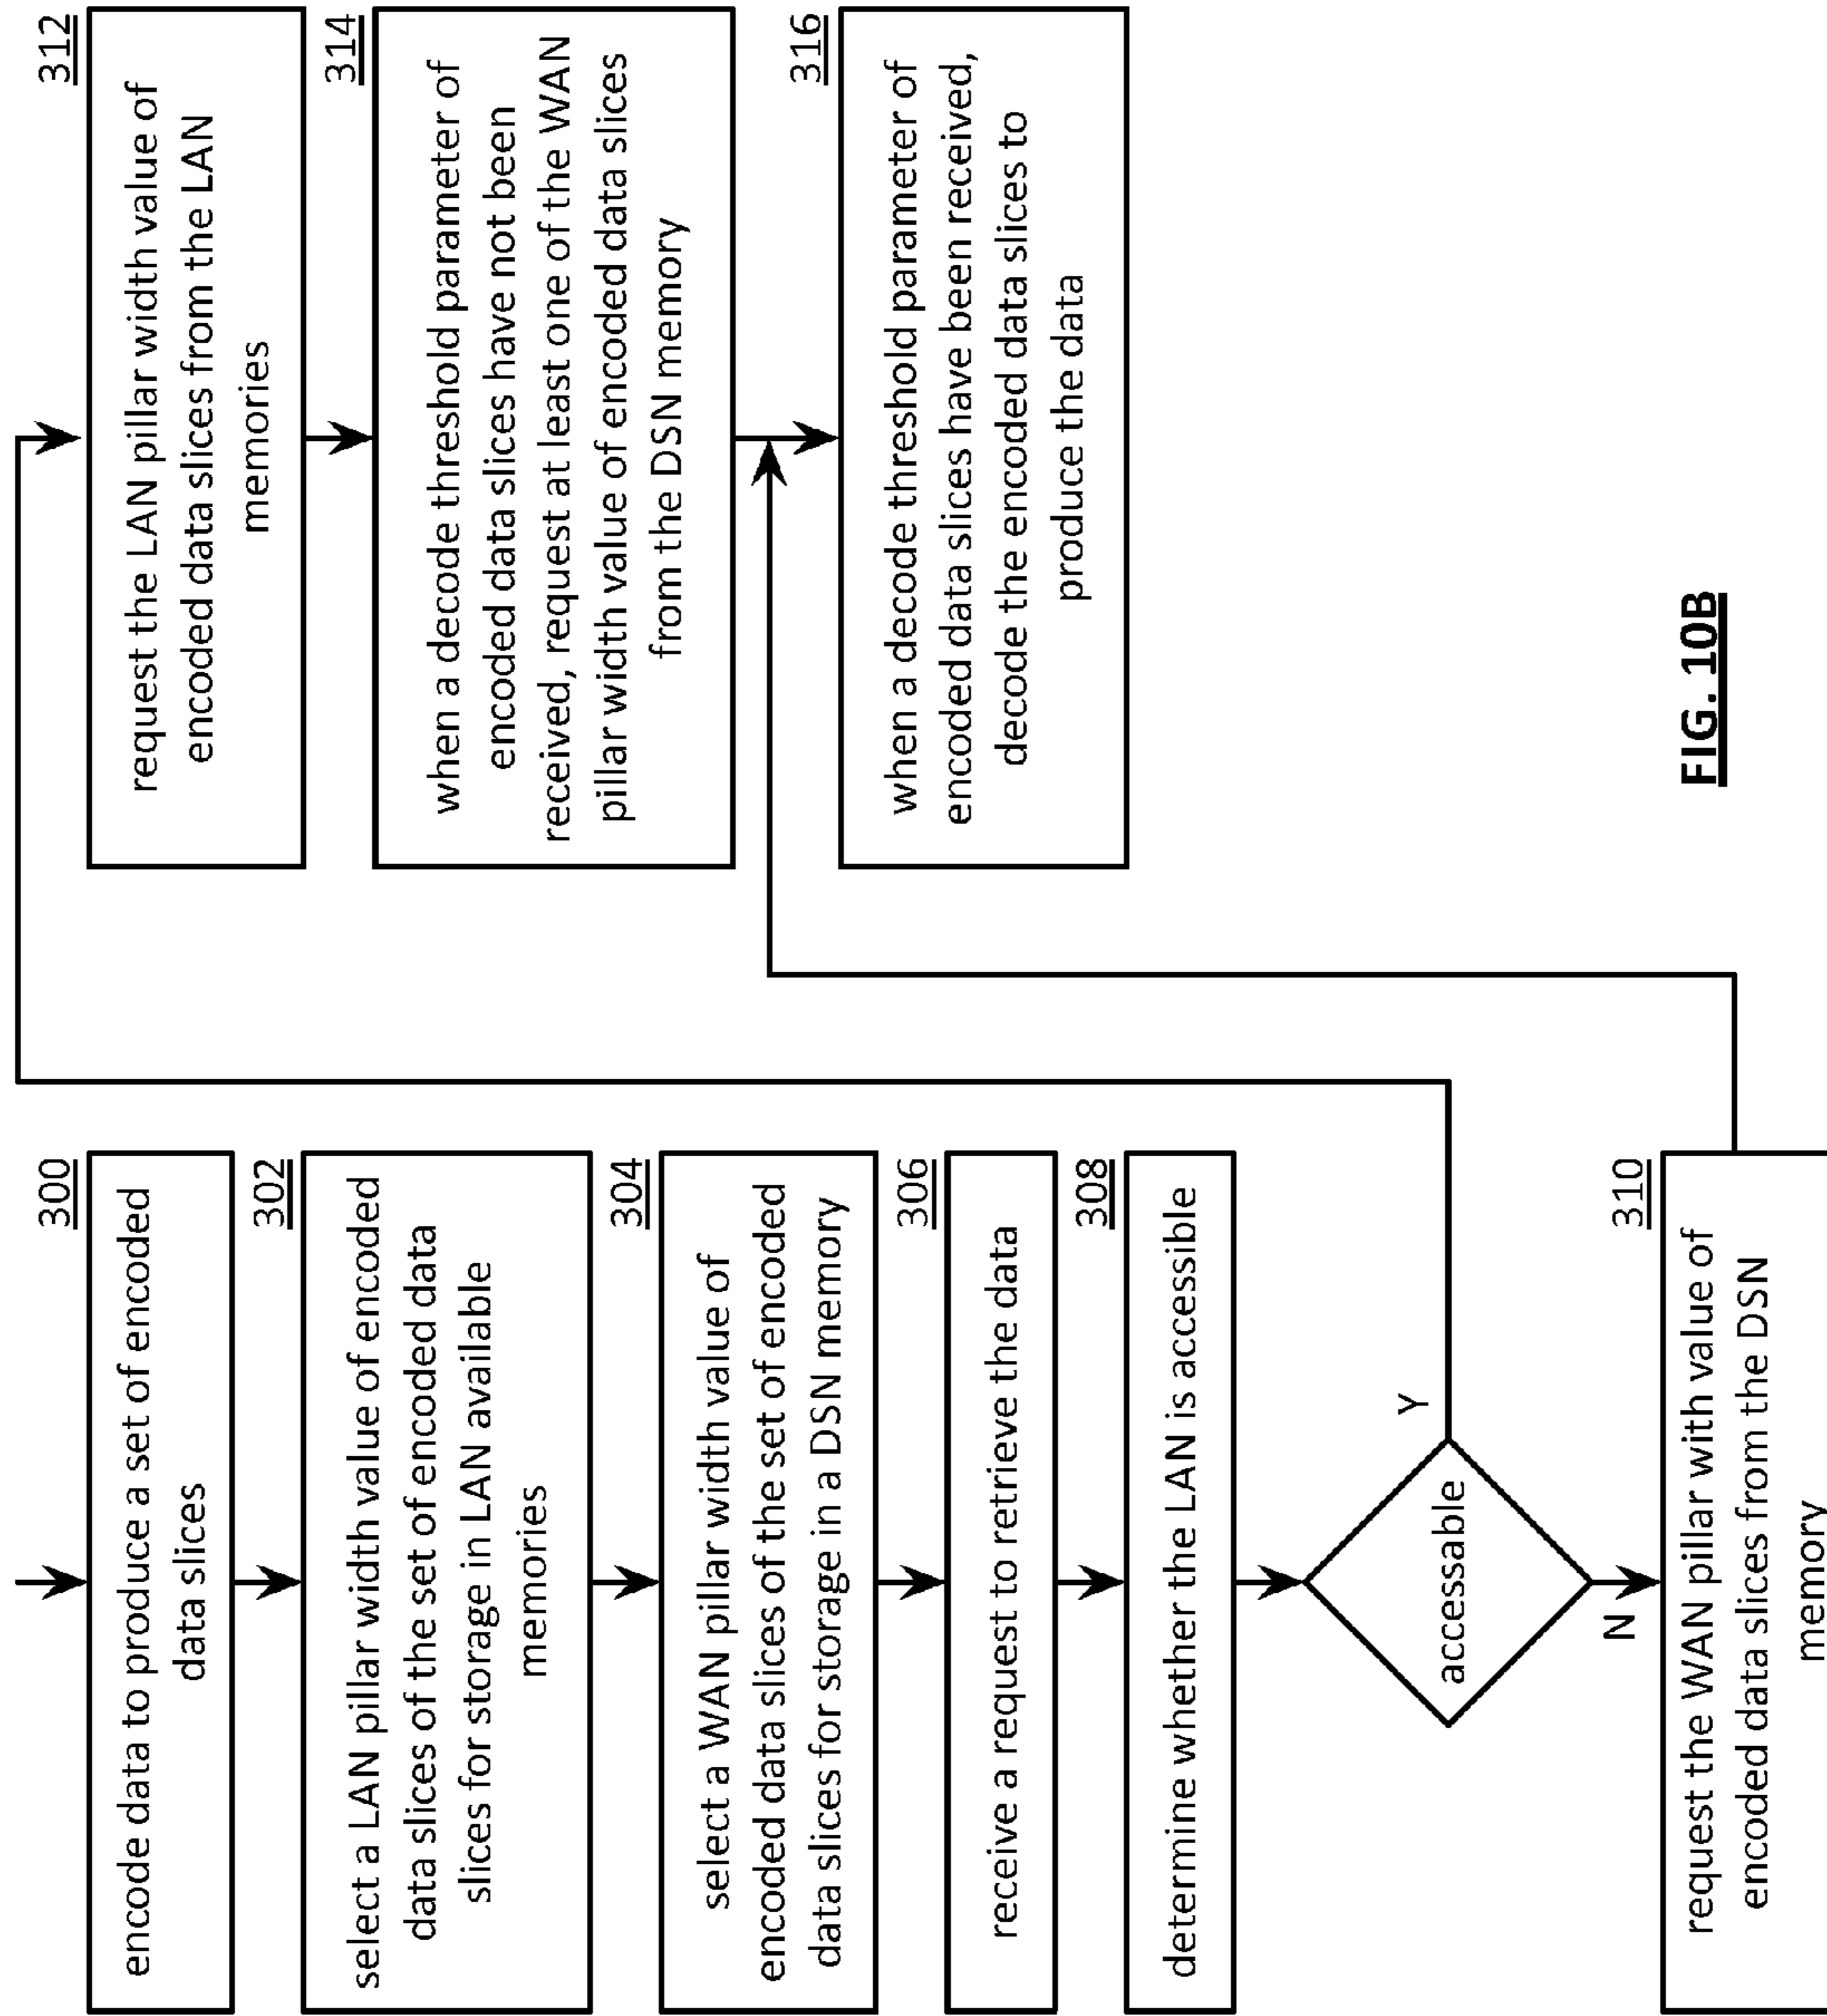 300
encode data to produce a set of encoded
data slices
302
select a LAN pillar width value of encoded
data slices of the set of encoded data
slices for storage in LAN available
memories
304
select a WAN pillar width value of
encoded data slices of the set of encoded
data slices for storage in a DSN memory
306
receive a request to retrieve the data
308
determine whether the LAN is accessible
accessable
Y
N
310
request the WAN pillar with value of
encoded data slices from the DSN
memory
312
request the LAN pillar width value of
encoded data slices from the LAN
memories
314
when a decode threshold parameter of
encoded data slices have not been
received, request at least one of the WAN
pillar width value of encoded data slices
from the DSN memory
316
when a decode threshold parameter of
encoded data slices have been received,
decode the encoded data slices to
produce the data
FIG. 10B